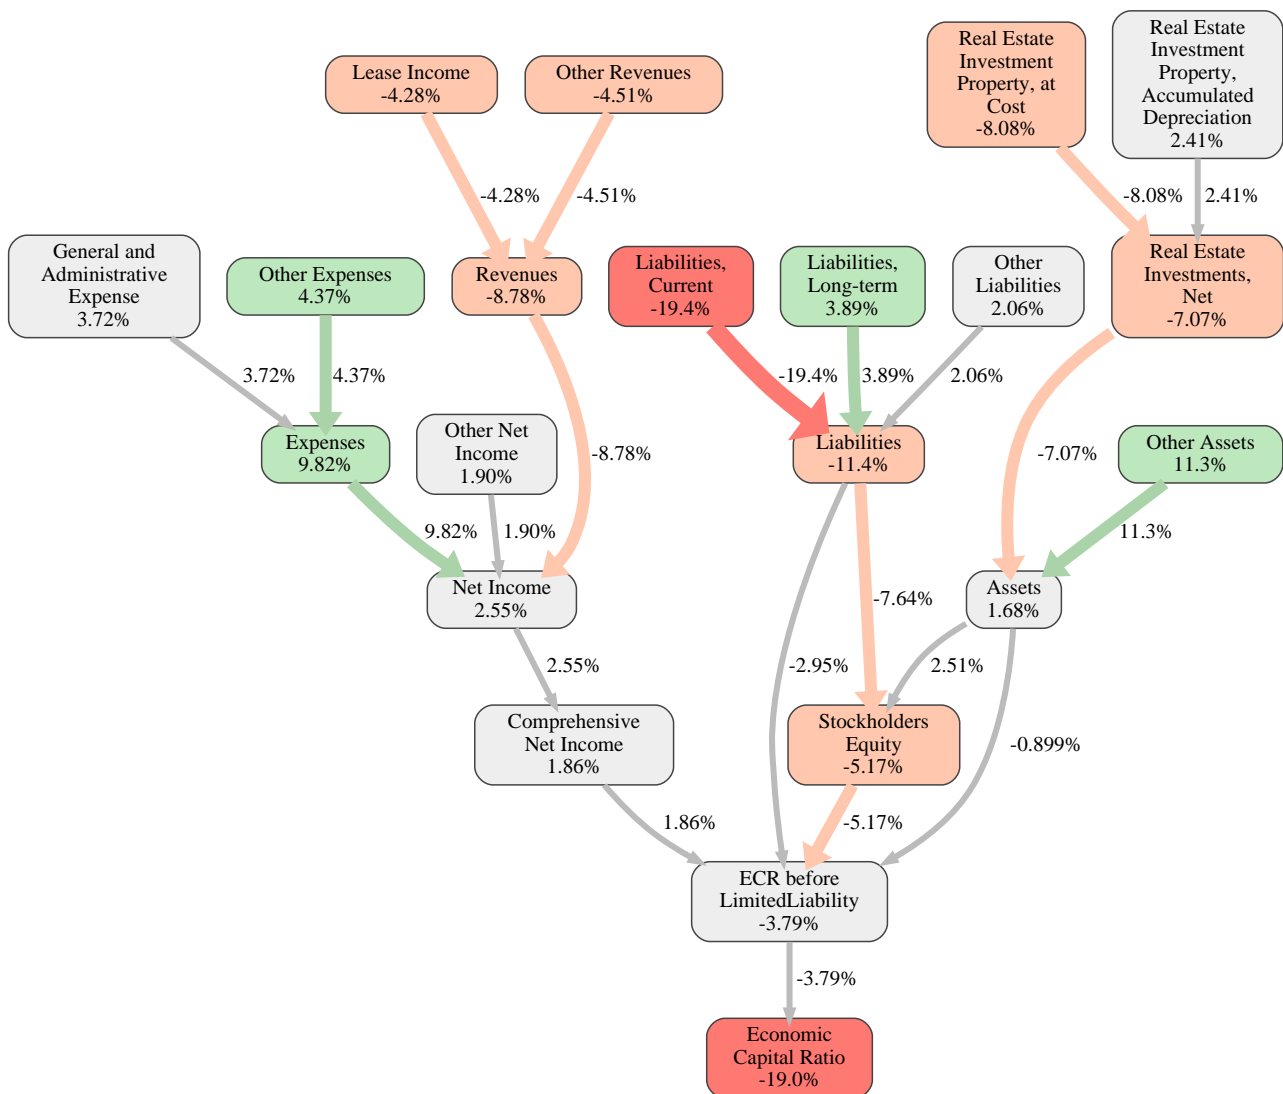 Real Estate
Investment
Property, at
Cost
-8.08%
Real Estate
Investment
Property,
Accumulated
Depreciation
2.41%
Lease Income
-4.28%
Other Revenues
-4.51%
-4.28%
-4.51%
-8.08%
2.41%
General and
Administrative
Expense
3.72%
Other Expenses
4.37%
Revenues
-8.78%
Liabilities,
Current
-19.4%
Liabilities,
Long-term
3.89%
Other
Liabilities
2.06%
Real Estate
Investments,
Net
-7.07%
3.72%
4.37%
-19.4%
3.89%
2.06%
Expenses
9.82%
Other Net
Income
1.90%
-8.78%
Liabilities
-11.4%
-7.07%
Other Assets
11.3%
9.82%
1.90%
11.3%
Net Income
2.55%
-7.64%
Assets
1.68%
2.55%
-2.95%
2.51%
Comprehensive
Net Income
1.86%
Stockholders
Equity
-5.17%
-0.899%
1.86%
-5.17%
ECR before
LimitedLiability
-3.79%
-3.79%
Economic
Capital Ratio
-19.0%